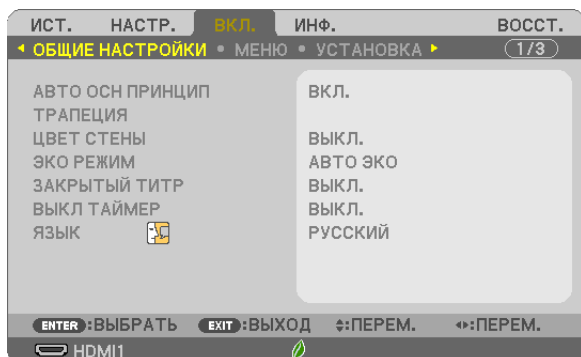 ИСТ. НАСТР. ВКЛ. ИНФ. ВОССТ.
ОБЩИЕ НАСТРОЙКИ • МЕНЮ • УСТАНОВКА 1/3
АВТО ОСН ПРИНЦИП ВКЛ.
ТРАПЕЦИЯ
ЦВЕТ СТЕНЫ ВЫКЛ.
ЭКО РЕЖИМ АВТО ЭКО
ЗАКРЫТЫЙ ТИТР ВЫКЛ.
ВЫКЛ ТАЙМЕР ВЫКЛ.
ЯЗЫК РУССКИЙ
ENTER :ВЫБРАТЬ EXIT :ВЫХОД :ПЕРЕМ. :ПЕРЕМ.
HDMI1